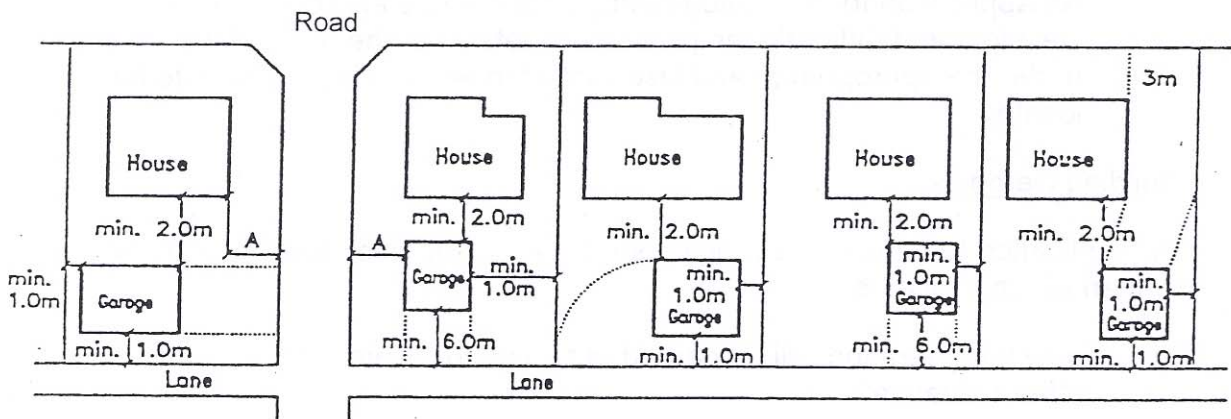 Road
3m
House
House
House
House
House
min. 2.0m
min. 2.0m
min. 2.0m
min. 2.0m
min. 2.0m
A
A
min.
1.0m
Garage
Garage
min.
1.0m
min.
1.0m
Garage
min.
1.0m
Garage
min.
1.0m
Garage
min. 1.0m
min. 6.0m
min. 1.0m
min. 6.0m
min. 1.0m
Lane
Lane